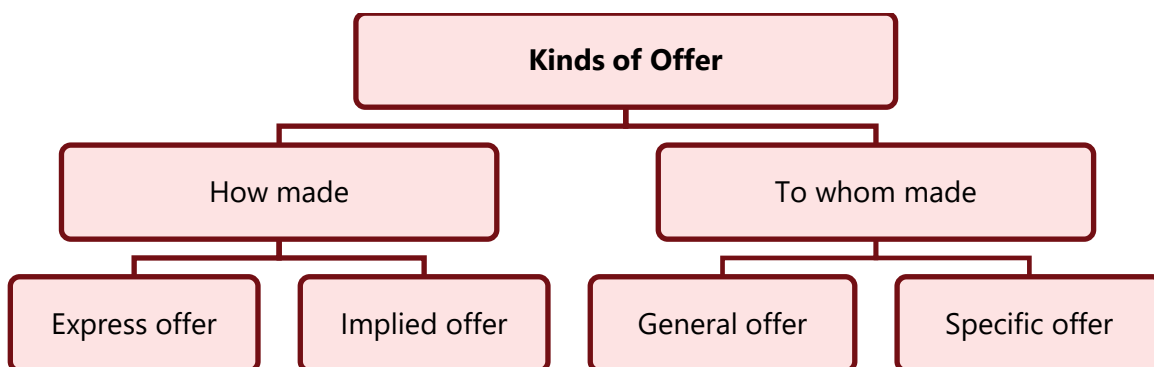 Kinds of Offer
How made
To whom made
Express offer
Implied offer
General offer
Specific offer